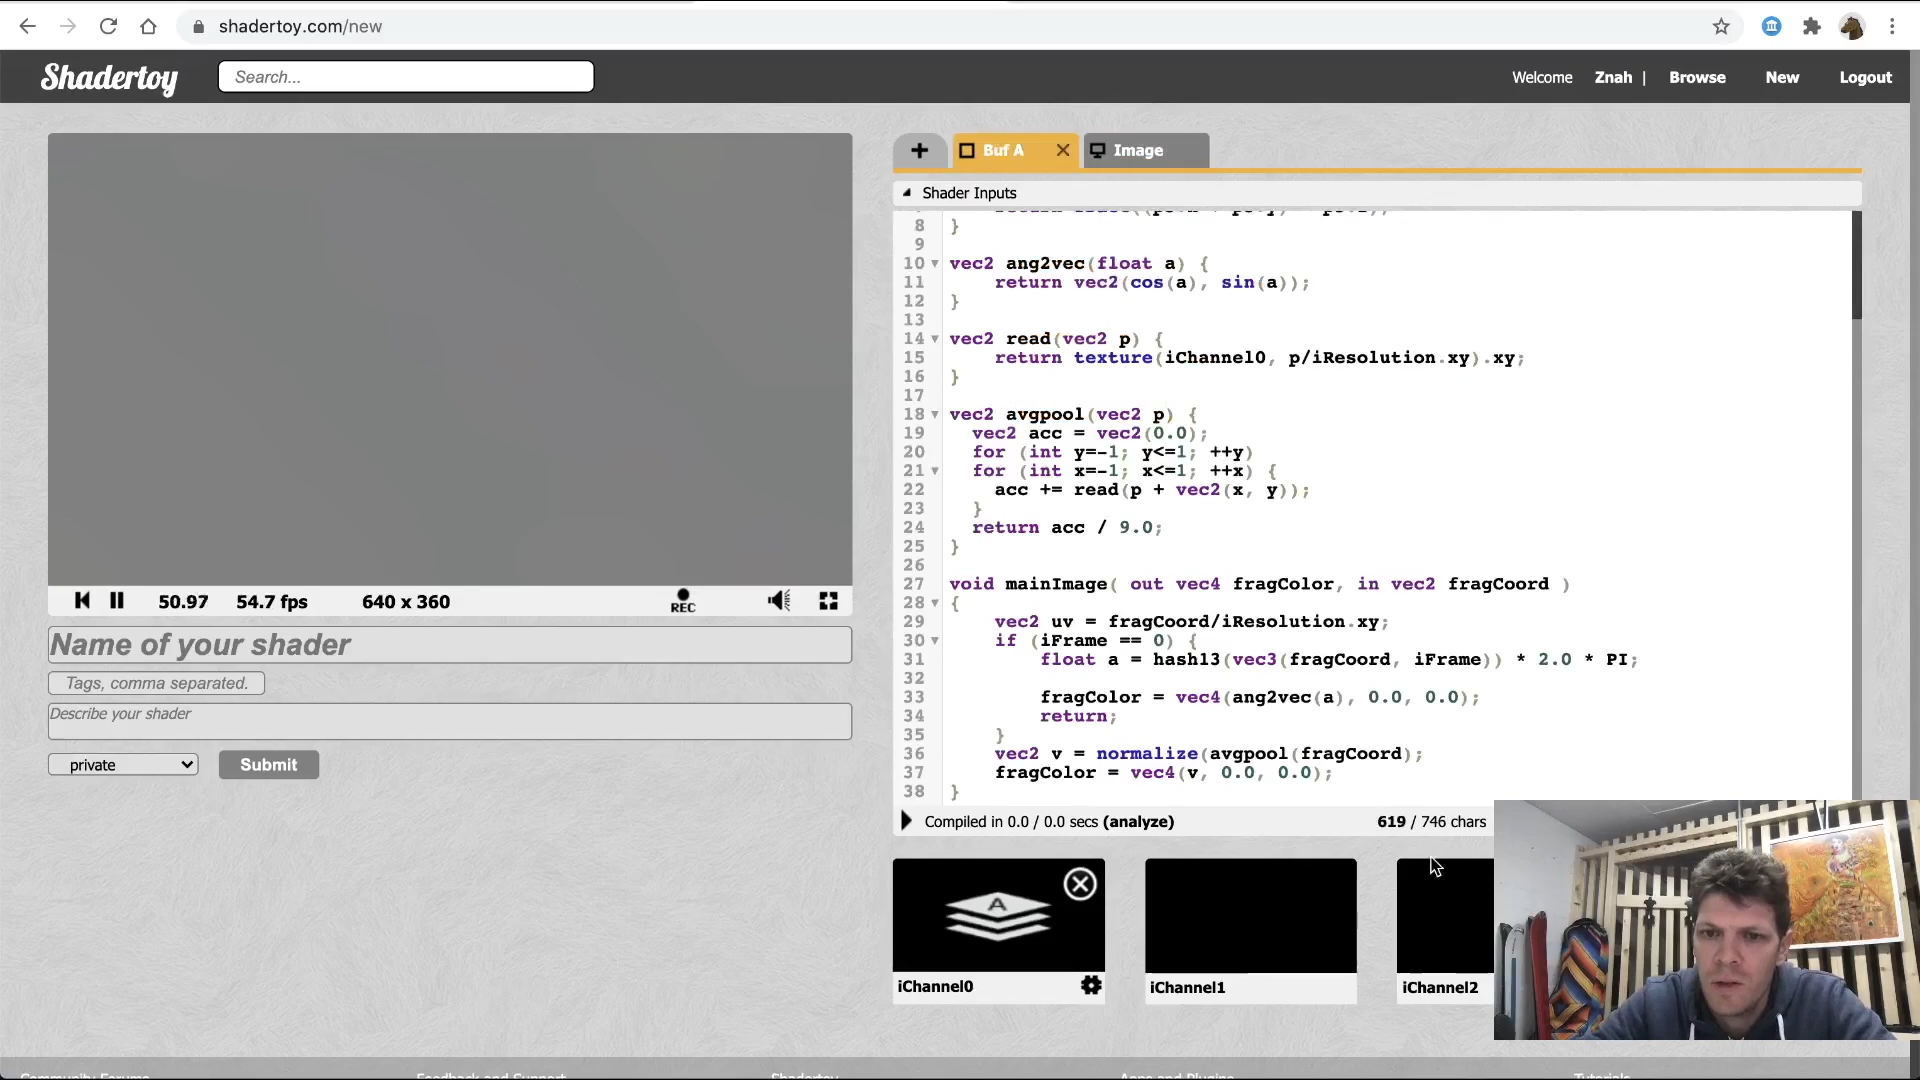 shadertoy.com/new
Shadertoy
Search...
Welcome Znah | Browse New Logout
+ Buf A Image
Shader Inputs
8 }
9
10 vec2 ang2vec(float a) {
11 return vec2(cos(a), sin(a));
12 }
13
14 vec2 read(vec2 p) {
15 return texture(iChannel0, p/iResolution.xy).xy;
16 }
17
18 vec2 avgpool(vec2 p) {
19 vec2 acc = vec2(0.0);
20 for (int y=-1; y<=1; ++y)
21 for (int x=-1; x<=1; ++x) {
22 acc += read(p + vec2(x, y));
23 }
24 return acc / 9.0;
25 }
26
27 void mainImage( out vec4 fragColor, in vec2 fragCoord )
28 {
29 vec2 uv = fragCoord/iResolution.xy;
30 if (iFrame == 0) {
31 float a = hash13(vec3(fragCoord, iFrame)) * 2.0 * PI;
32
33 fragColor = vec4(ang2vec(a), 0.0, 0.0);
34 return;
35 }
36 vec2 v = normalize(avgpool(fragCoord);
37 fragColor = vec4(v, 0.0, 0.0);
38 }
50.97 54.7 fps 640 x 360 REC
Name of your shader
Tags, comma separated.
Describe your shader
private Submit
Compiled in 0.0 / 0.0 secs (analyze) 619 / 746 chars
A
iChannel0 iChannel1 iChannel2